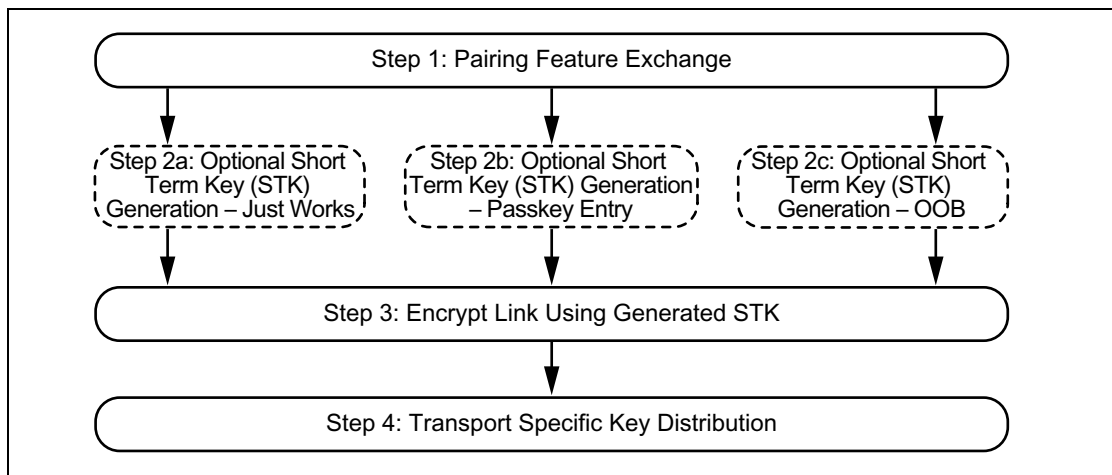 Step 1: Pairing Feature Exchange
Step 2a: Optional Short
Term Key (STK)
Generation – Just Works
Step 2b: Optional Short
Term Key (STK) Generation
– Passkey Entry
Step 2c: Optional Short
Term Key (STK)
Generation – OOB
Step 3: Encrypt Link Using Generated STK
Step 4: Transport Specific Key Distribution